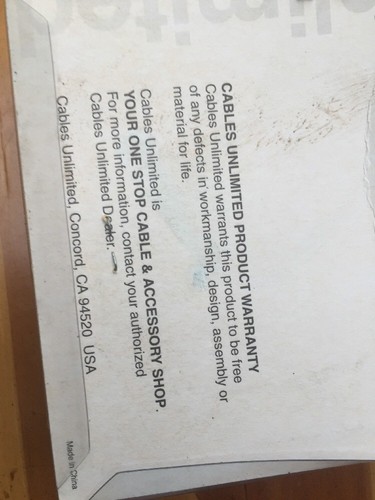 CABLES UNLIMITED PRODUCT WARRANTY
Cables Unlimited warrants this product to be free
of any defects in workmanship, design, assembly or
material for life.
Cables Unlimited is
YOUR ONE STOP CABLE & ACCESSORY SHOP.
For more information, contact your authorized
Cables Unlimited Dealer.
Cables Unlimited, Concord, CA 94520 USA
Made in China